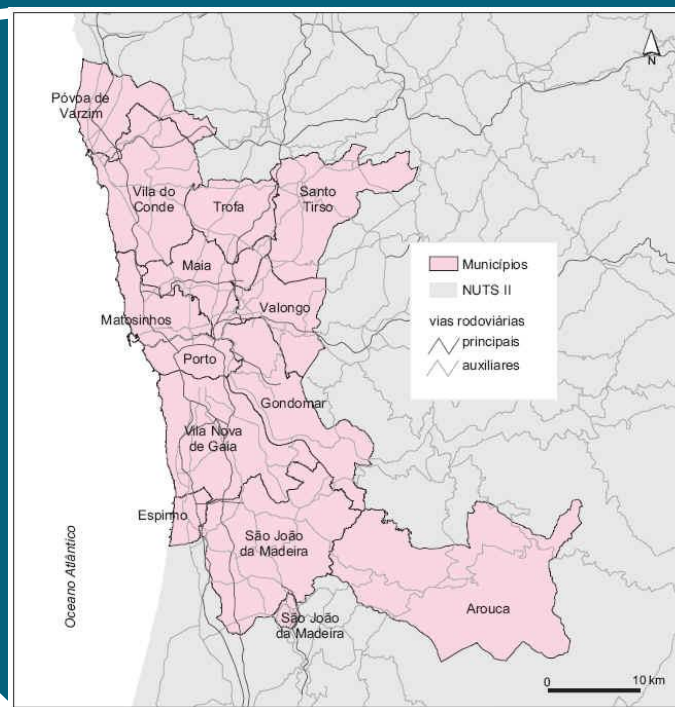 N
Póvoa de
Varzim
Vila do
Conde
Trofa
Santo
Tirso
Maia
Municípios
NUTS II
vias rodoviárias
principais
auxiliares
Valongo
Matosinhos
Porto
Gondomar
Vila Nova
de Gaia
Espinho
São João
da Madeira
Arouca
São João
da Madeira
Oceano Atlântico
0
10 km